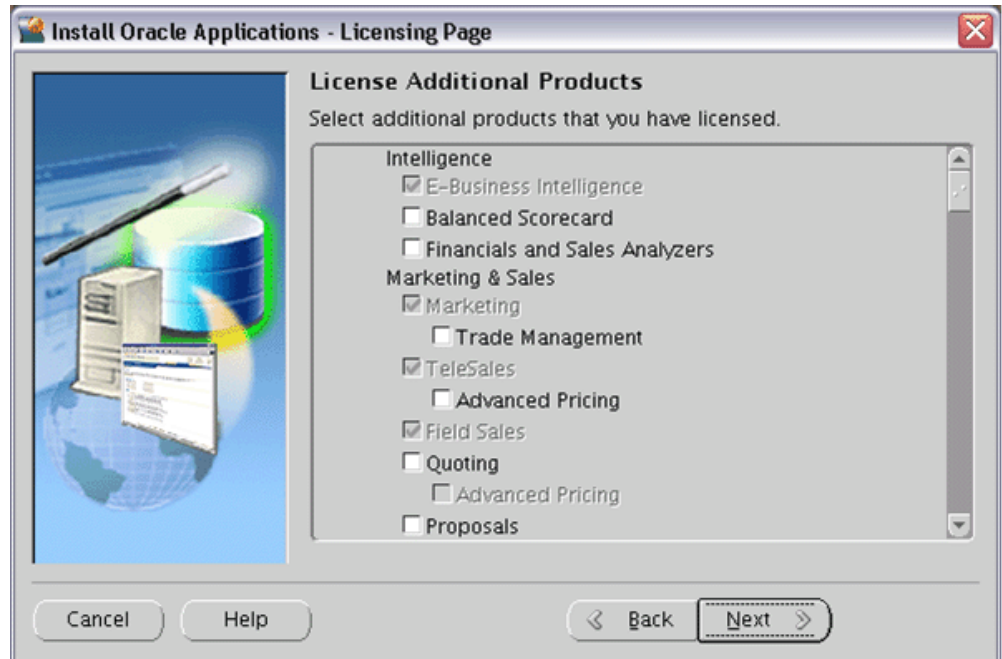 Install Oracle Applications - Licensing Page
License Additional Products
Select additional products that you have licensed.
Intelligence
E-Business Intelligence
Balanced Scorecard
Financials and Sales Analyzers
Marketing & Sales
Marketing
Trade Management
TeleSales
Advanced Pricing
Field Sales
Quoting
Advanced Pricing
Proposals
Cancel
Help
Back
Next